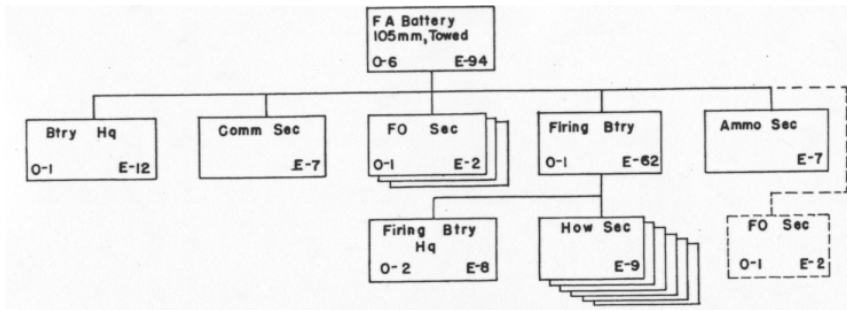 FA Battery
105mm, Towed
O-6 E-94
Btry Hq
O-1 E-12
Comm Sec
E-7
FO Sec
O-1 E-2
Firing Btry
O-1 E-62
Ammo Sec
E-7
Firing Btry
Hq
O-2 E-8
How Sec
E-9
FO Sec
O-1 E-2